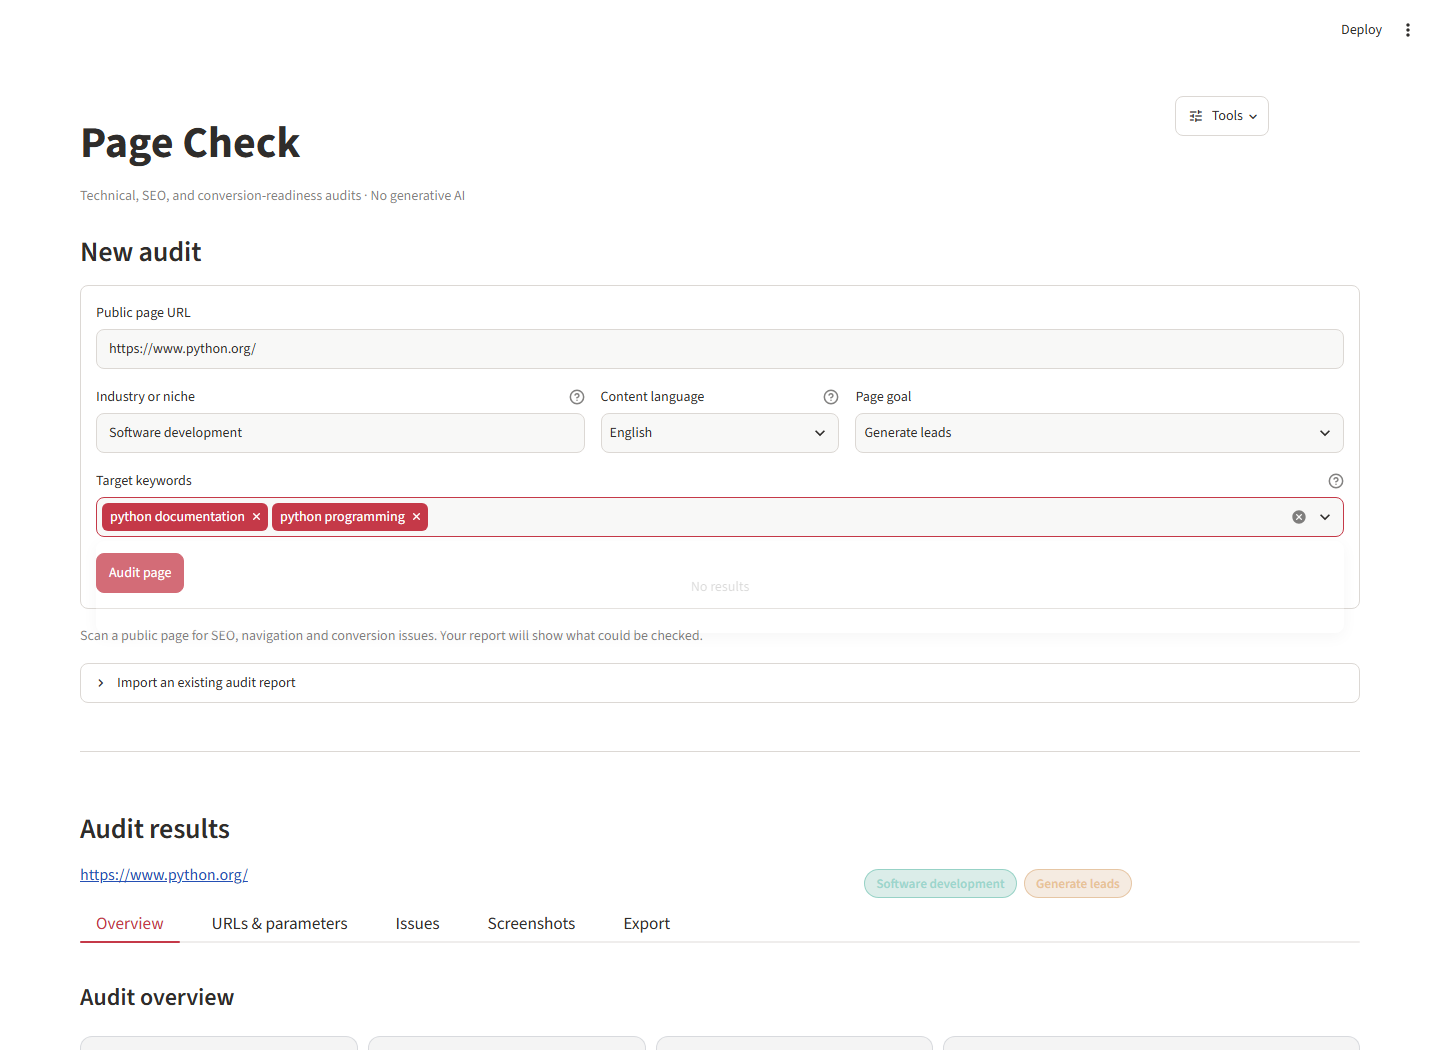 Deploy
Tools
Page Check
Technical, SEO, and conversion-readiness audits · No generative AI
New audit
Public page URL
https://www.python.org/
Industry or niche
Content language
Page goal
Software development
English
Generate leads
Target keywords
python documentation ×
python programming ×
Audit page
No results
Scan a public page for SEO, navigation and conversion issues. Your report will show what could be checked.
Import an existing audit report
Audit results
https://www.python.org/
Software development
Generate leads
Overview
URLs & parameters
Issues
Screenshots
Export
Audit overview